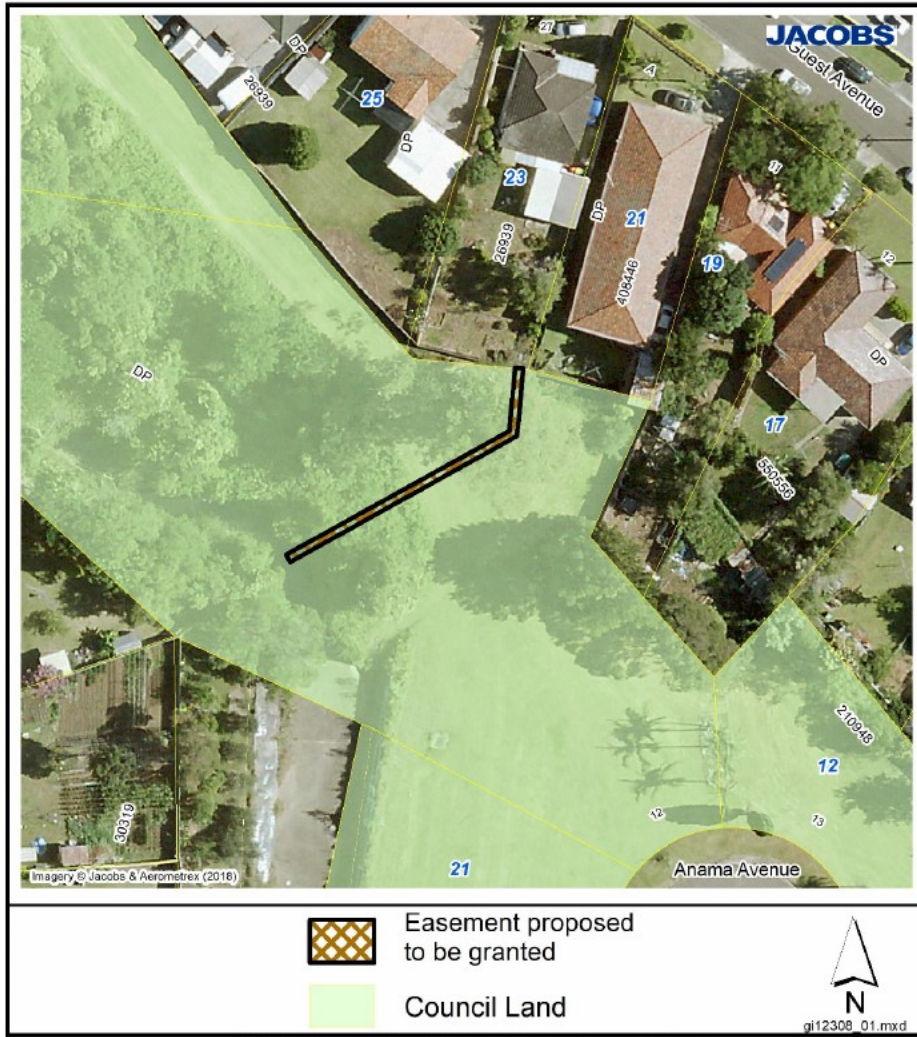 JACOBS
Guest Avenue
27
DP
26939
25
DP
A
23
DP
21
11
19
12
26939
408446
DP
DP
17
550556
210948
12
12
13
30319
21
Anama Avenue
Imagery © Jacobs & Aerometrex (2018)
Easement proposed
to be granted
Council Land
N
gi12308_01.mxd